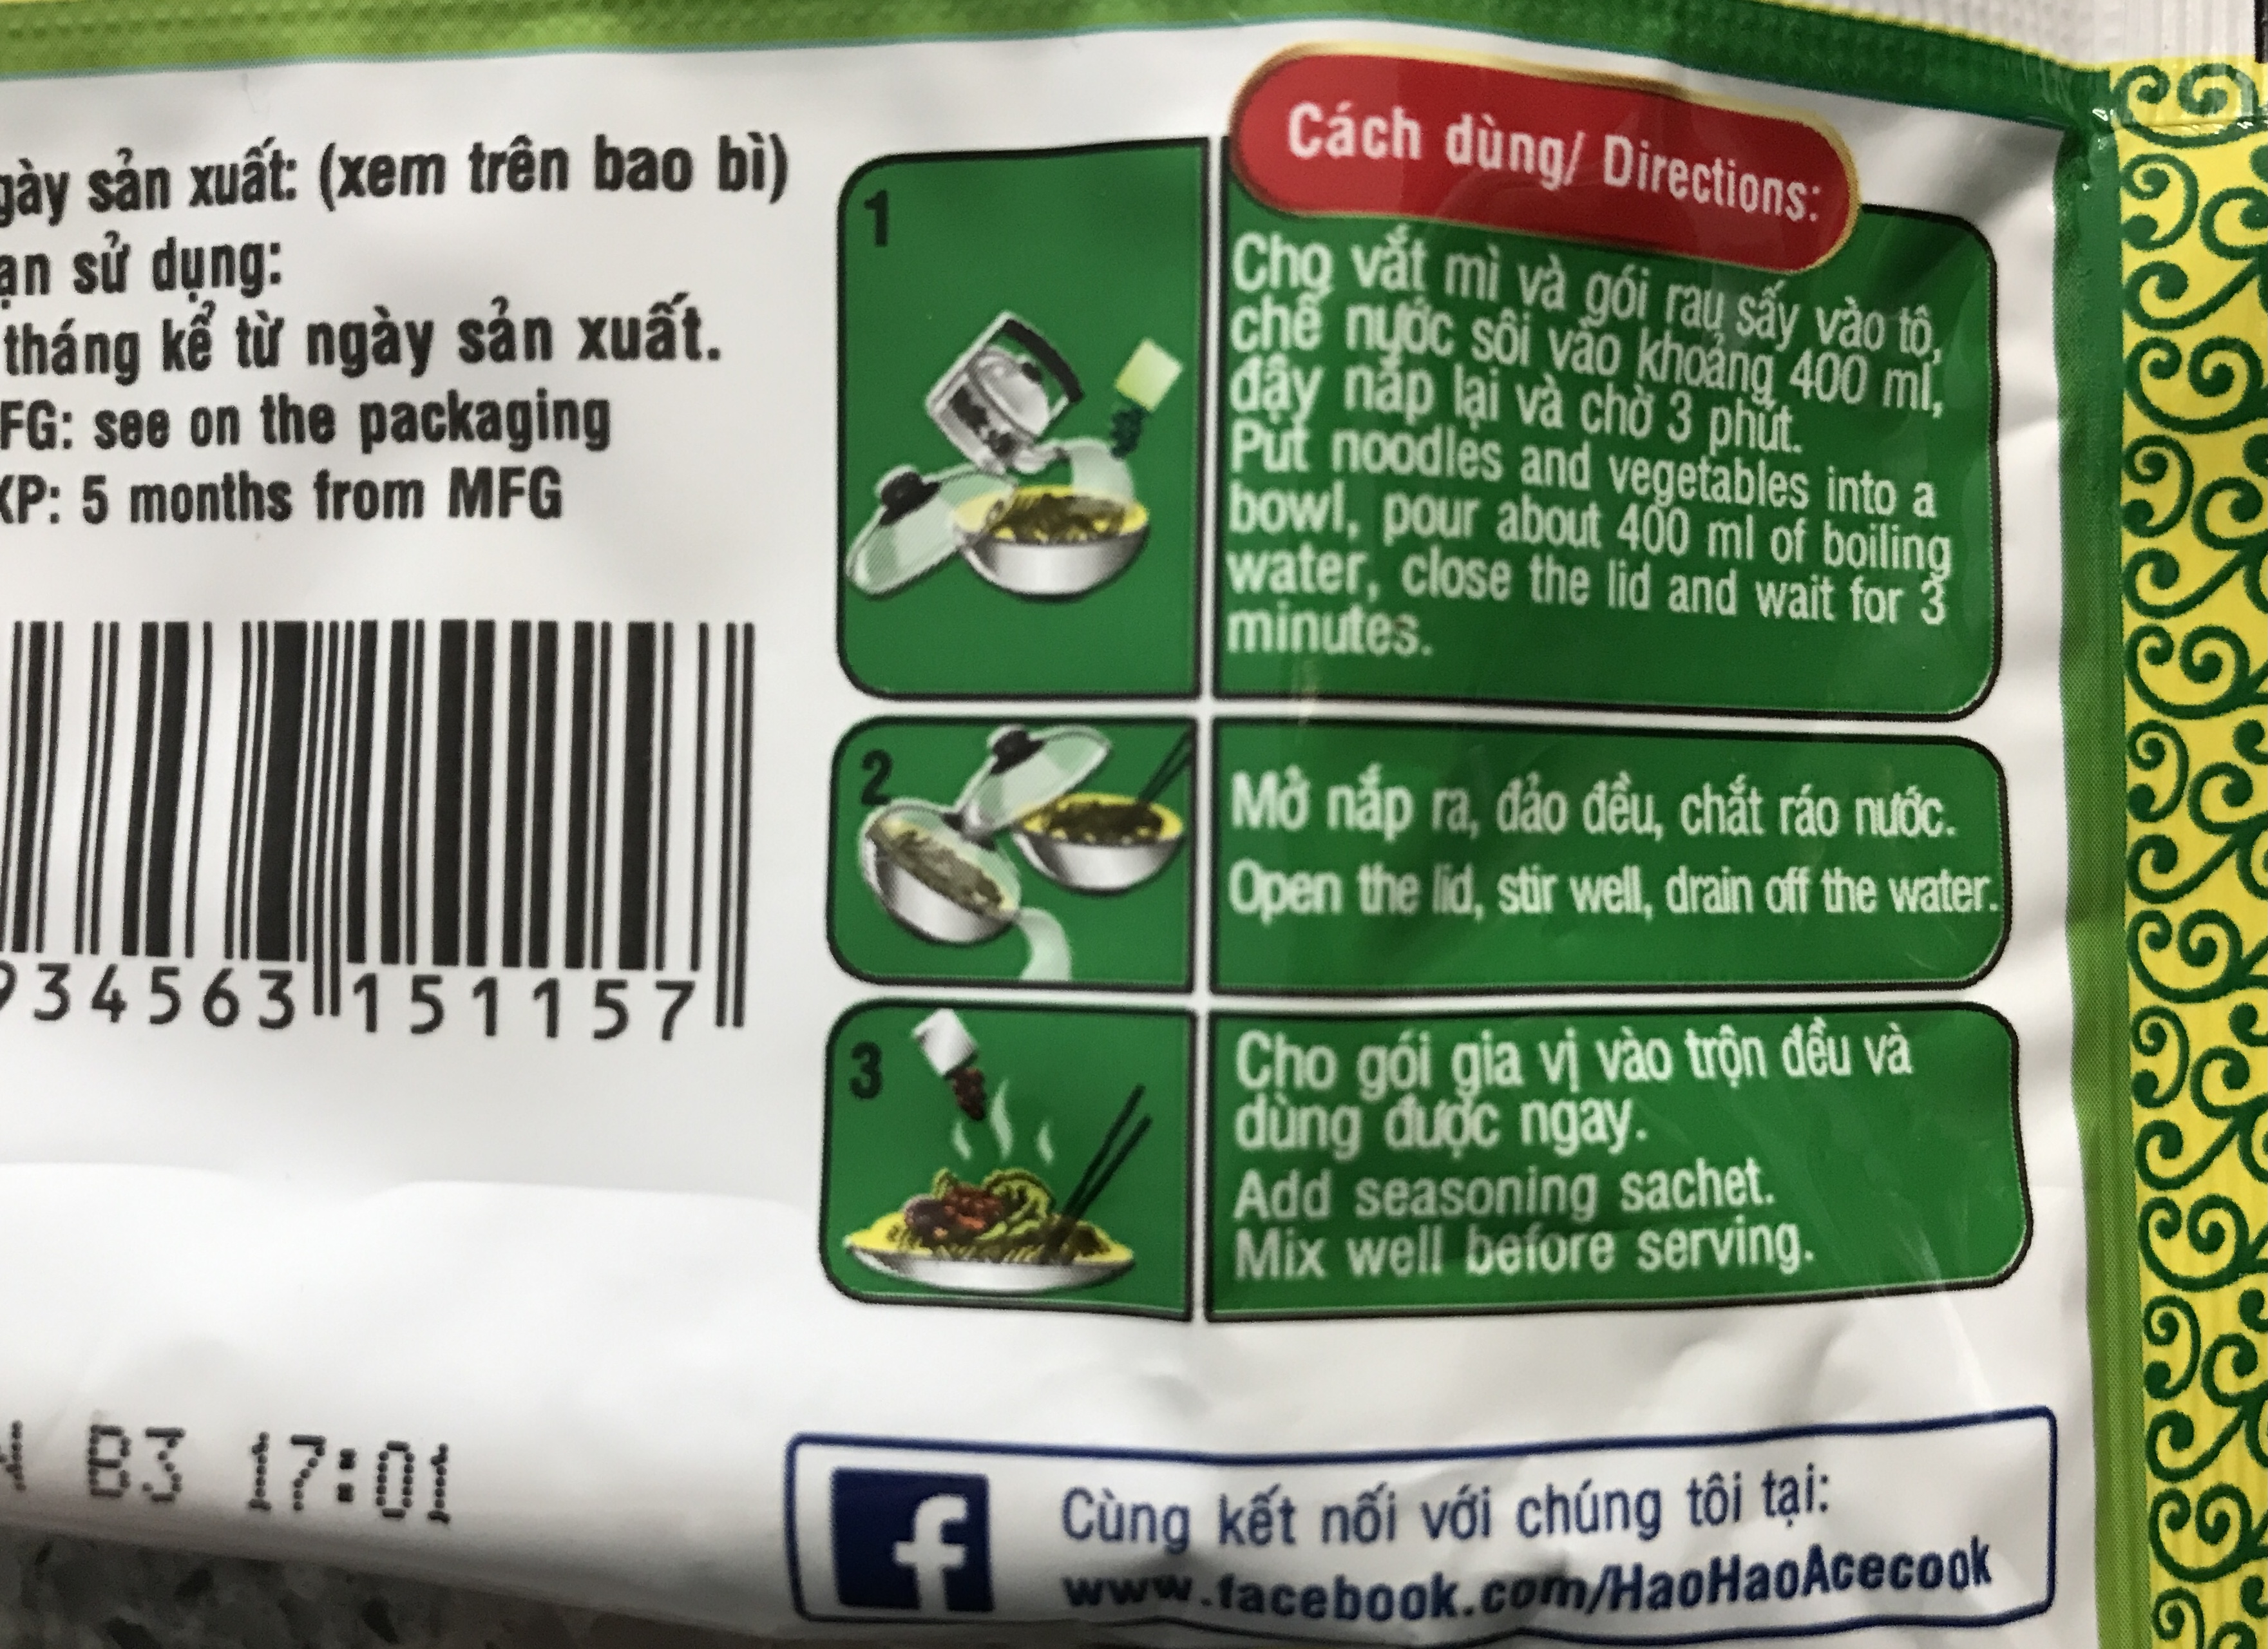 gày sản xuất: (xem trên bao bì)
ạn sử dụng:
tháng kể từ ngày sản xuất.
FG: see on the packaging
XP: 5 months from MFG
934563 151157
B3 17:01
Cách dùng/ Directions:
1
Cho vắt mì và gói rau sấy vào tô,
chế nước sôi vào khoảng 400 ml,
đậy nắp lại và chờ 3 phút.
Put noodles and vegetables into a
bowl, pour about 400 ml of boiling
water, close the lid and wait for 3
minutes.
2
Mở nắp ra, đảo đều, chắt ráo nước.
Open the lid, stir well, drain off the water.
3
Cho gói gia vị vào trộn đều và
dùng được ngay.
Add seasoning sachet.
Mix well before serving.
f
Cùng kết nối với chúng tôi tại:
www.facebook.com/HaoHaoAcecook